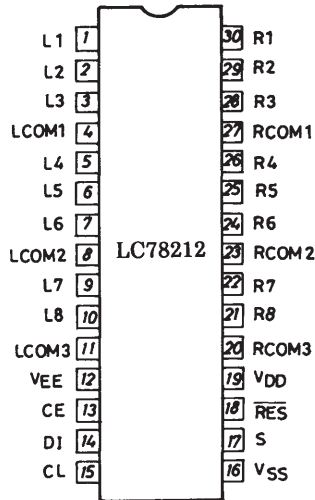 L1 1 30 R1
L2 2 29 R2
L3 3 28 R3
LCOM1 4 27 RCOM1
L4 5 26 R4
L5 6 25 R5
L6 7 24 R6
LCOM2 8 LC78212 23 RCOM2
L7 9 22 R7
L8 10 21 R8
LCOM3 11 20 RCOM3
VEE 12 19 VDD
CE 13 18 R̅E̅S̅
DI 14 17 S
CL 15 16 VSS